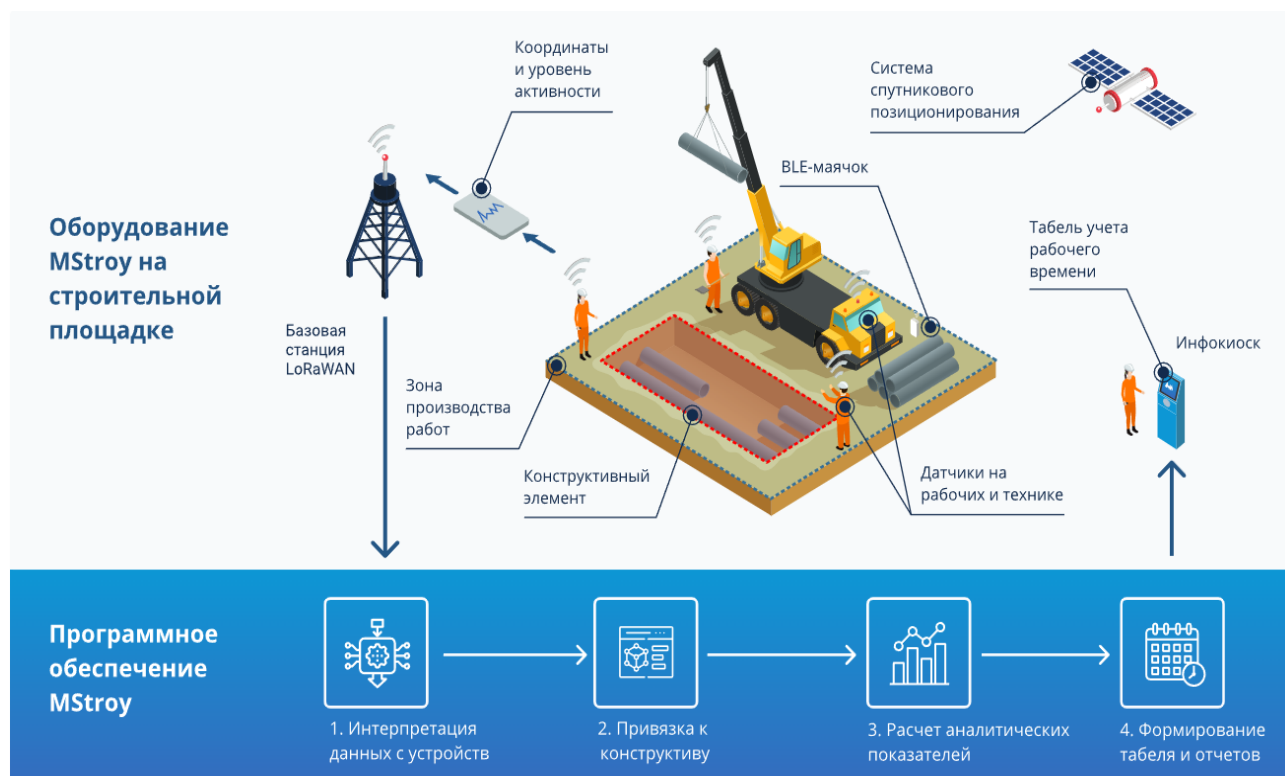 Координаты
и уровень
активности
Система
спутникового
позиционирования
BLE-маячок
Оборудование
MStroy на
строительной
площадке
Табель учета
рабочего
времени
Базовая
станция
LoRaWAN
Инфокиоск
Зона
производства
работ
Конструктивный
элемент
Датчики на
рабочих и технике
Программное
обеспечение
MStroy
1. Интерпретация
данных с устройств
2. Привязка к
конструктиву
3. Расчет аналитических
показателей
4. Формирование
табеля и отчетов